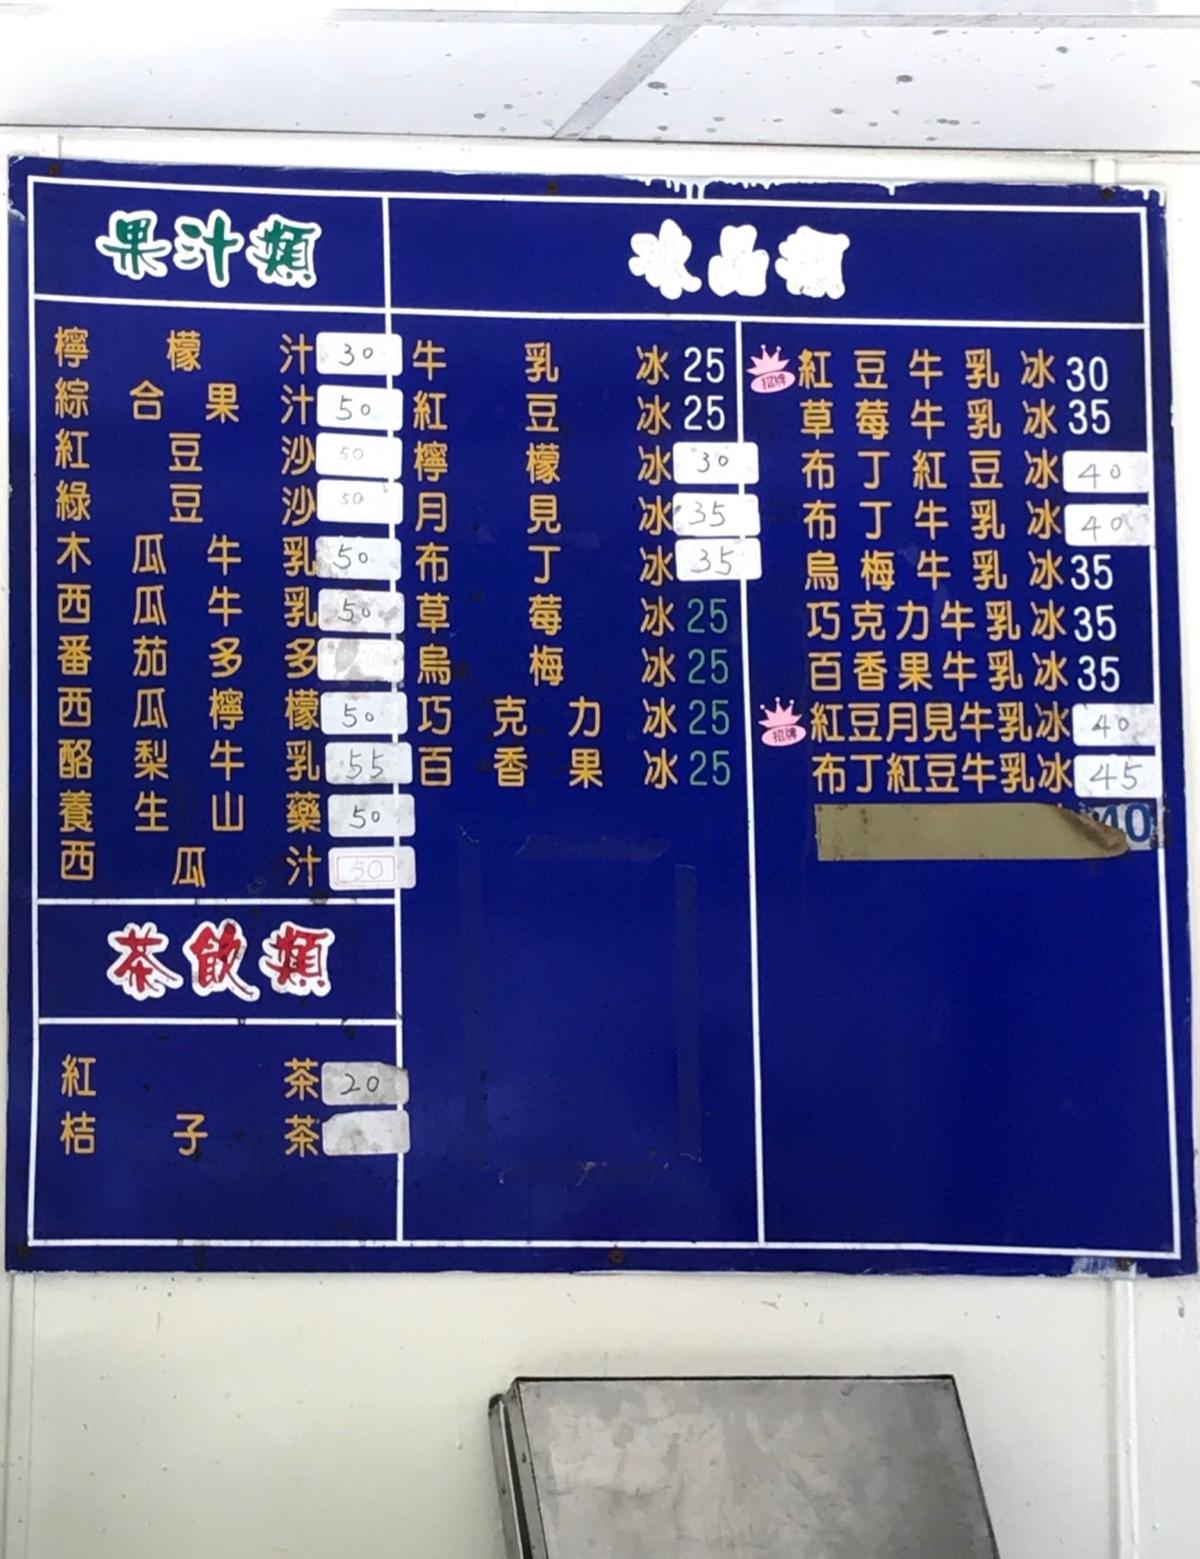 果汁類
檸檬汁 30
綜合果汁 50
紅豆沙 50
綠豆沙 50
木瓜牛乳 50
西瓜牛乳 50
番茄多多
西瓜檸檬 50
酪梨牛乳 55
養生山藥 50
西瓜汁 50
茶飲類
紅茶 20
桔子茶
冰品類
牛乳冰 25
紅豆冰 25
檸檬冰 30
月見冰 35
布丁冰 35
草莓冰 25
烏梅冰 25
巧克力冰 25
百香果冰 25
招牌 紅豆牛乳冰 30
草莓牛乳冰 35
布丁紅豆冰 40
布丁牛乳冰 40
烏梅牛乳冰 35
巧克力牛乳冰 35
百香果牛乳冰 35
招牌 紅豆月見牛乳冰 40
布丁紅豆牛乳冰 45
40